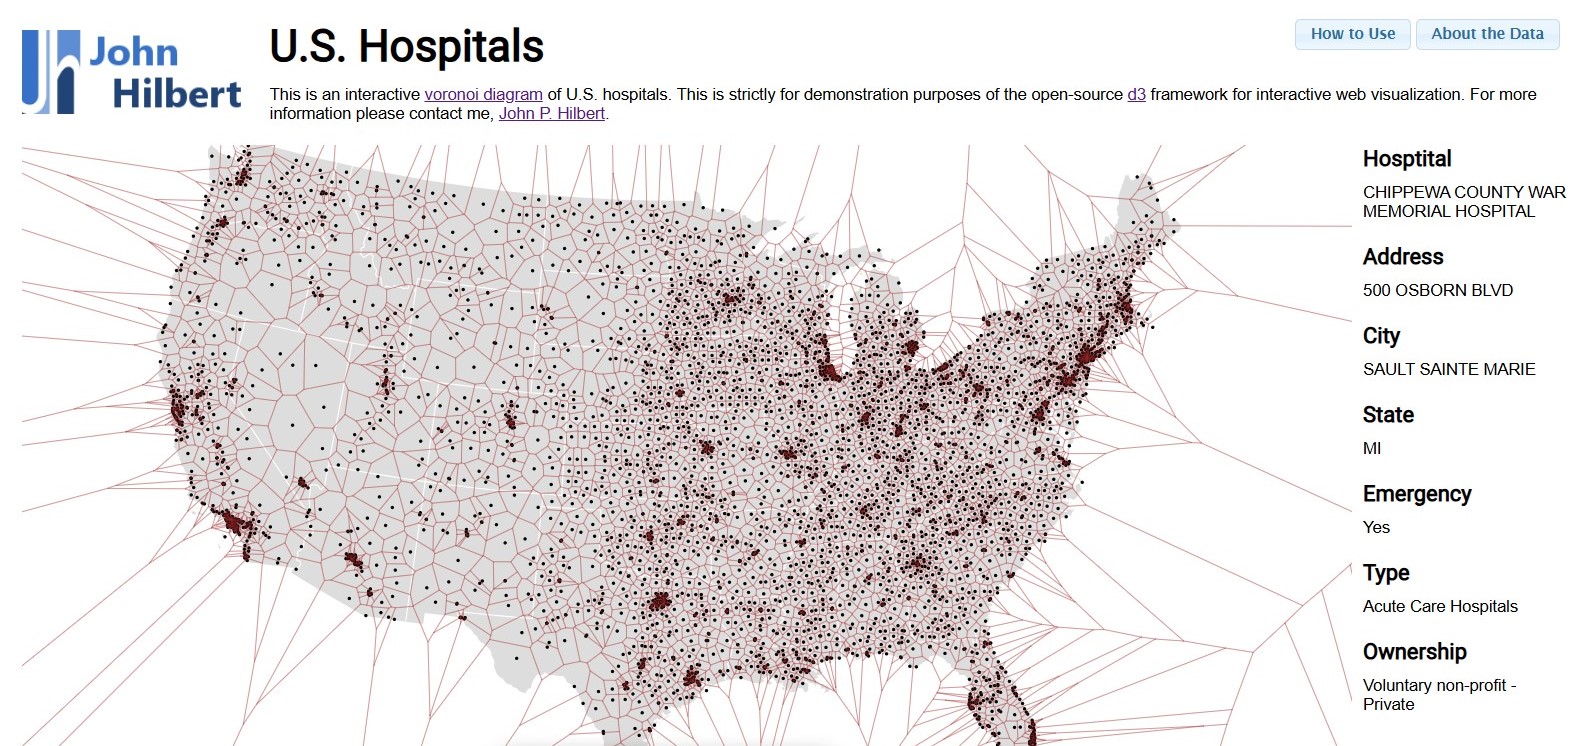 John
Hilbert
U.S. Hospitals
How to Use
About the Data
This is an interactive voronoi diagram of U.S. hospitals. This is strictly for demonstration purposes of the open-source d3 framework for interactive web visualization. For more
information please contact me, John P. Hilbert.
Hosptital
CHIPPEWA COUNTY WAR
MEMORIAL HOSPITAL
Address
500 OSBORN BLVD
City
SAULT SAINTE MARIE
State
MI
Emergency
Yes
Type
Acute Care Hospitals
Ownership
Voluntary non-profit -
Private